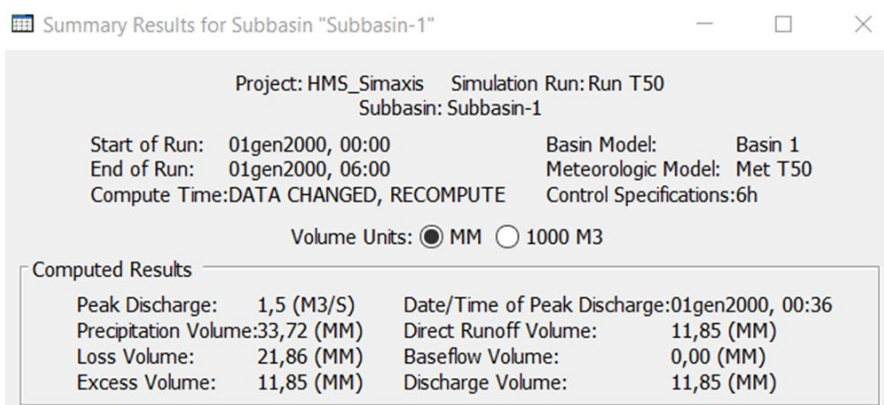 Summary Results for Subbasin "Subbasin-1"
Project: HMS_Simaxis Simulation Run: Run T50
Subbasin: Subbasin-1
Start of Run: 01gen2000, 00:00 Basin Model: Basin 1
End of Run: 01gen2000, 06:00 Meteorologic Model: Met T50
Compute Time:DATA CHANGED, RECOMPUTE Control Specifications:6h
Volume Units: MM 1000 M3
Computed Results
Peak Discharge: 1,5 (M3/S) Date/Time of Peak Discharge:01gen2000, 00:36
Precipitation Volume:33,72 (MM) Direct Runoff Volume: 11,85 (MM)
Loss Volume: 21,86 (MM) Baseflow Volume: 0,00 (MM)
Excess Volume: 11,85 (MM) Discharge Volume: 11,85 (MM)